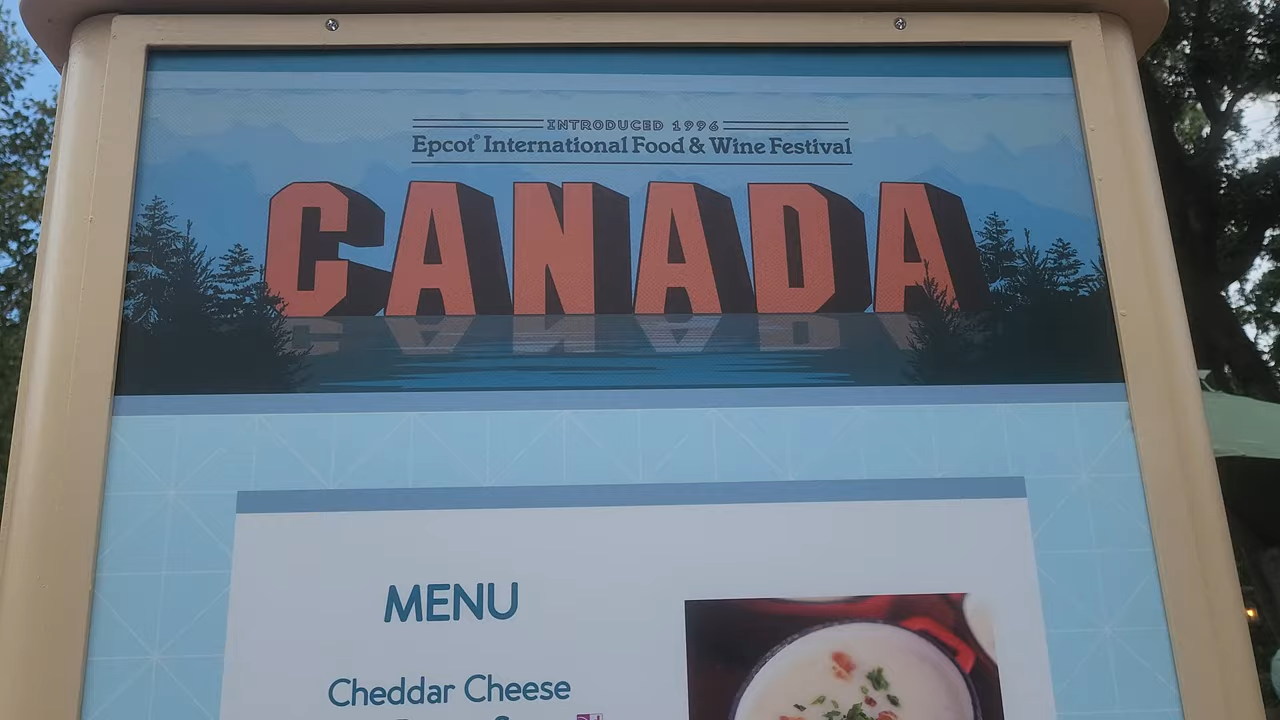 INTRODUCED 1996
Epcot® International Food & Wine Festival
CANADA
MENU
Cheddar Cheese